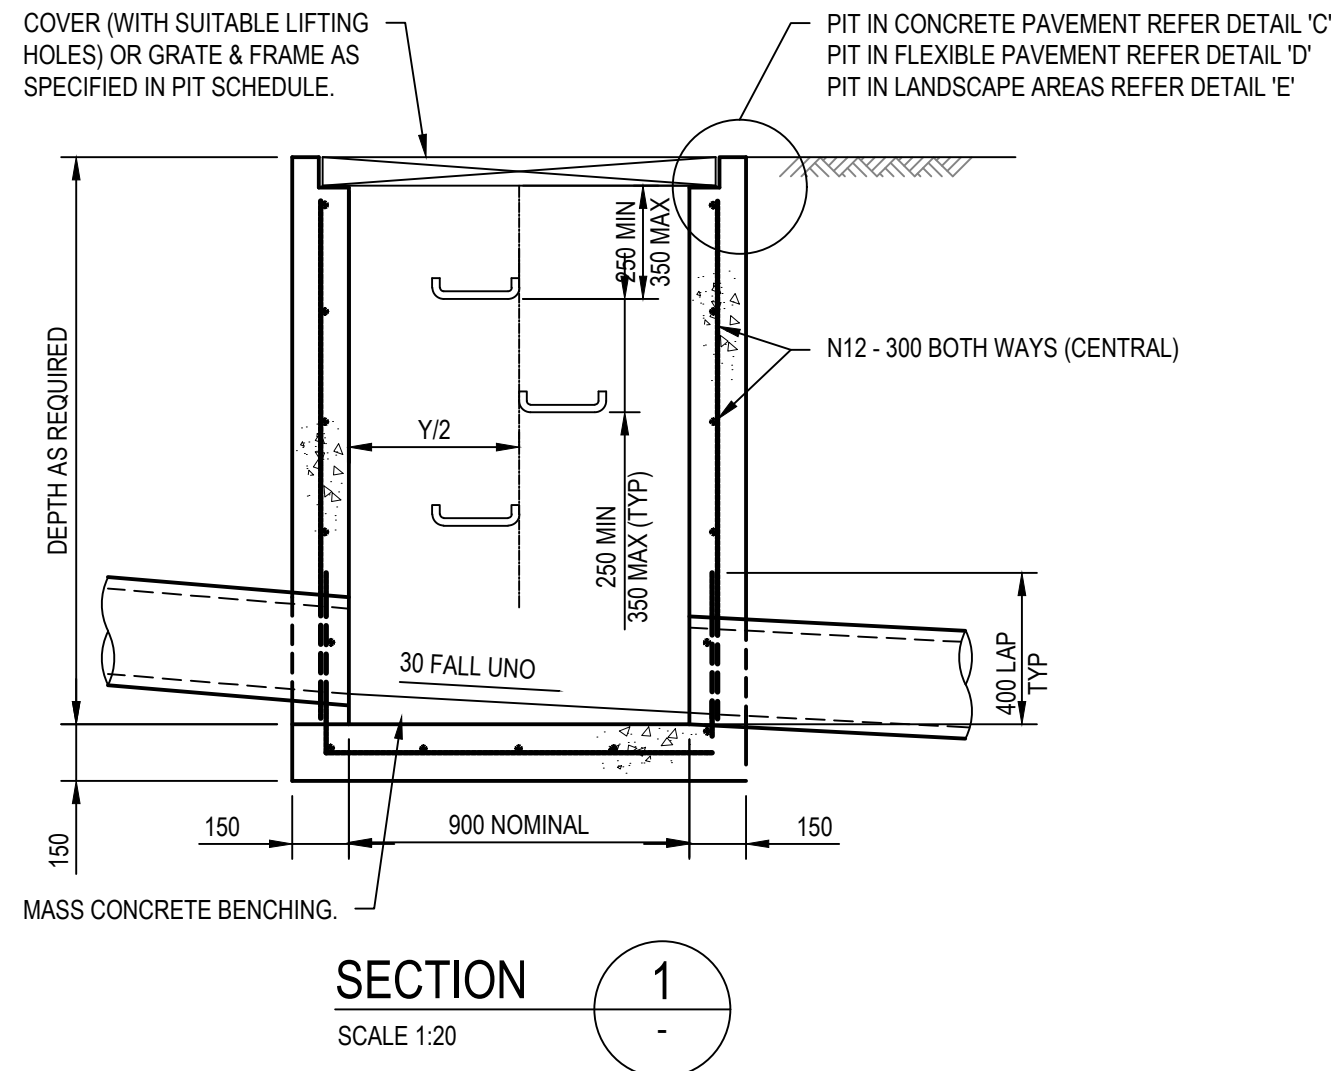 COVER (WITH SUITABLE LIFTING
HOLES) OR GRATE & FRAME AS
SPECIFIED IN PIT SCHEDULE.
PIT IN CONCRETE PAVEMENT REFER DETAIL 'C'
PIT IN FLEXIBLE PAVEMENT REFER DETAIL 'D'
PIT IN LANDSCAPE AREAS REFER DETAIL 'E'
250 MIN
350 MAX
N12 - 300 BOTH WAYS (CENTRAL)
DEPTH AS REQUIRED
Y/2
250 MIN
350 MAX (TYP)
30 FALL UNO
400 LAP
TYP
150
900 NOMINAL
150
150
MASS CONCRETE BENCHING.
SECTION
1
SCALE 1:20
-